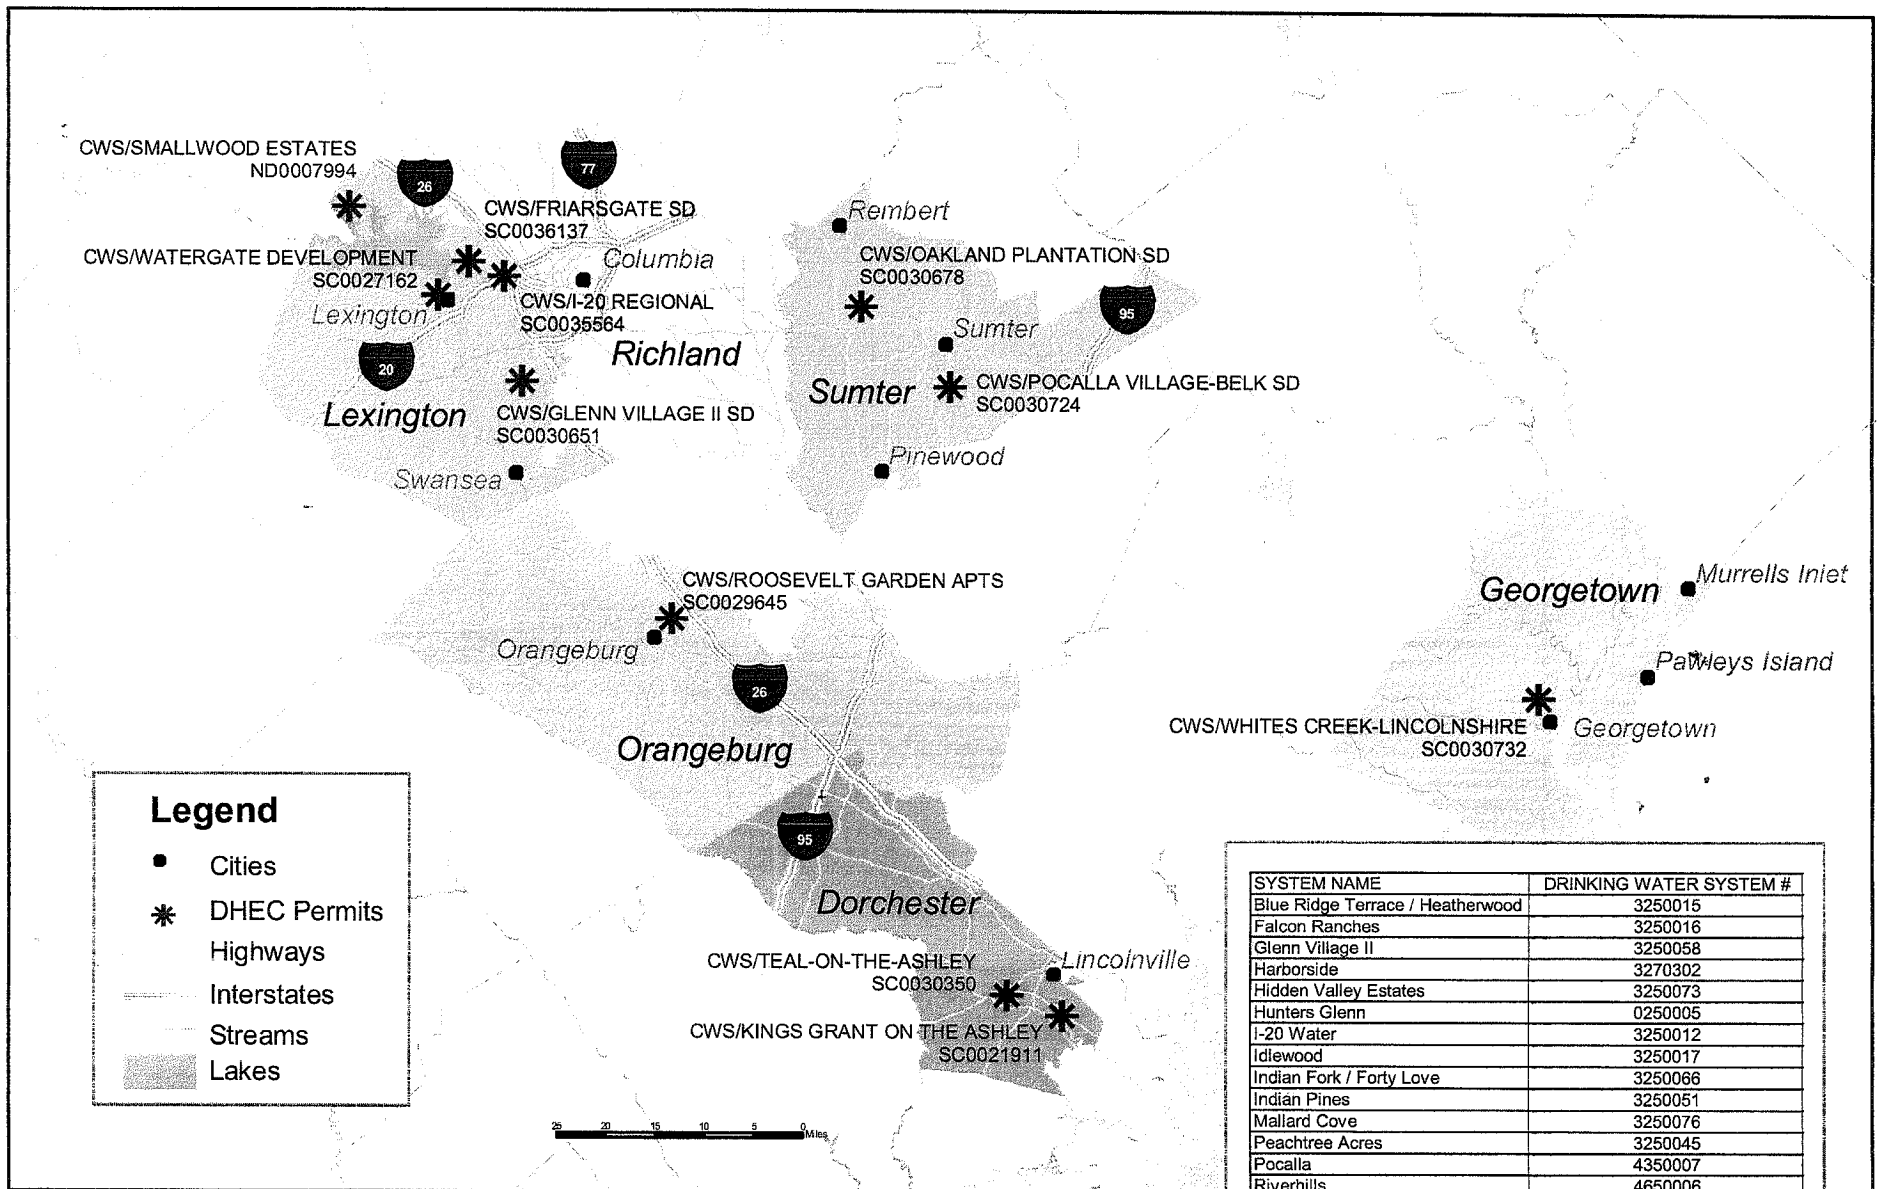 CWS/SMALLWOOD ESTATES
ND0007994
26
77
CWS/FRIARSGATE SD
SC0036137
CWS/WATERGATE DEVELOPMENT
SC0027162
Columbia
Lexington
CWS/I-20 REGIONAL
SC0035564
Richland
20
Lexington
CWS/GLENN VILLAGE II SD
SC0030651
Swansea
Rembert
CWS/OAKLAND PLANTATION SD
SC0030678
95
Sumter
Sumter
CWS/POCALLA VILLAGE-BELK SD
SC0030724
Pinewood
CWS/ROOSEVELT GARDEN APTS
SC0029645
Orangeburg
26
Orangeburg
Georgetown
Murrells Inlet
Pawleys Island
CWS/WHITES CREEK-LINCOLNSHIRE
SC0030732
Georgetown
95
Dorchester
CWS/TEAL-ON-THE-ASHLEY
SC0030350
Lincolnville
CWS/KINGS GRANT ON THE ASHLEY
SC0021911
Legend
Cities
DHEC Permits
Highways
Interstates
Streams
Lakes
25 20 15 10 5 0 Miles
SYSTEM NAME DRINKING WATER SYSTEM #
Blue Ridge Terrace / Heatherwood 3250015
Falcon Ranches 3250016
Glenn Village II 3250058
Harborside 3270302
Hidden Valley Estates 3250073
Hunters Glenn 0250005
I-20 Water 3250012
Idlewood 3250017
Indian Fork / Forty Love 3250066
Indian Pines 3250051
Mallard Cove 3250076
Peachtree Acres 3250045
Pocalla 4350007
Riverhills 4650006